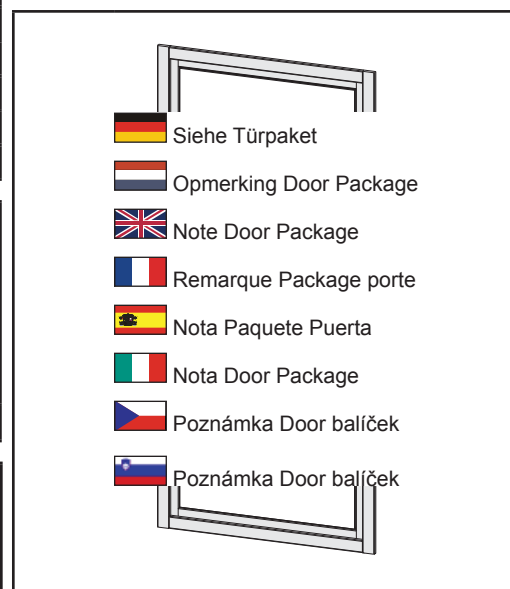 Siehe Türpaket
Opmerking Door Package
Note Door Package
Remarque Package porte
Nota Paquete Puerta
Nota Door Package
Poznámka Door balíček
Poznámka Door balíček